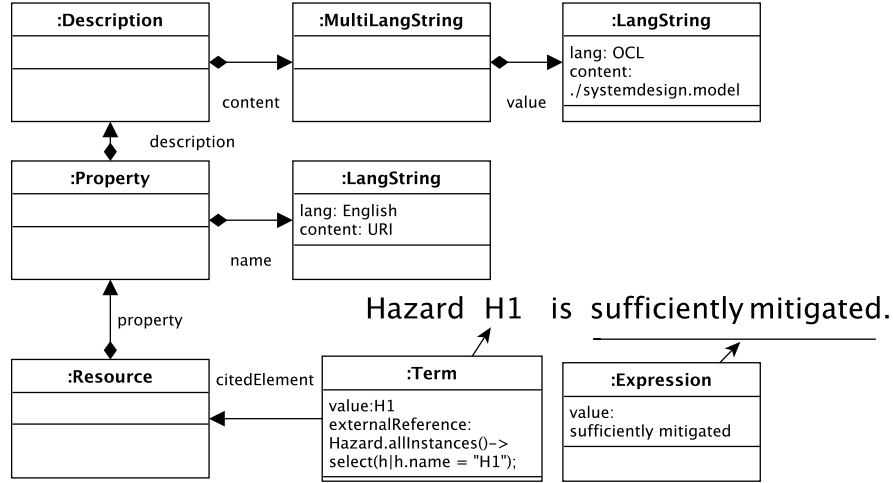 :Description
:MultiLangString
:LangString
lang: OCL
content:
./systemdesign.model
content
value
description
:Property
:LangString
lang: English
content: URI
name
property
Hazard H1 is sufficiently mitigated.
:Resource
citedElement
:Term
value:H1
externalReference:
Hazard.allInstances()->
select(h|h.name = "H1");
:Expression
value:
sufficiently mitigated